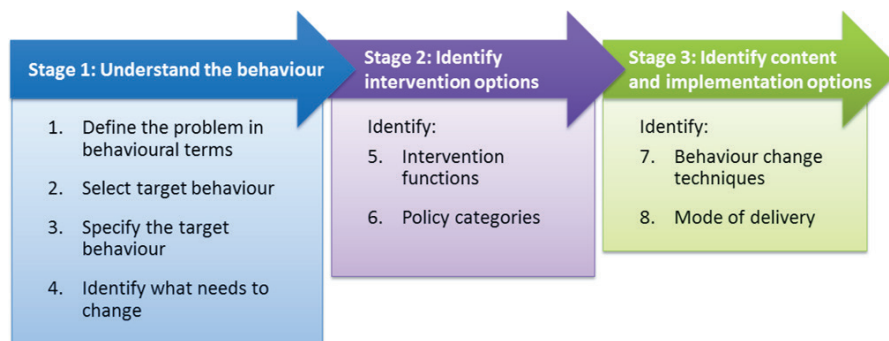 Stage 1: Understand the behaviour
1. Define the problem in
behavioural terms
2. Select target behaviour
3. Specify the target
behaviour
4. Identify what needs to
change
Stage 2: Identify
intervention options
Identify:
5. Intervention
functions
6. Policy categories
Stage 3: Identify content
and implementation options
Identify:
7. Behaviour change
techniques
8. Mode of delivery